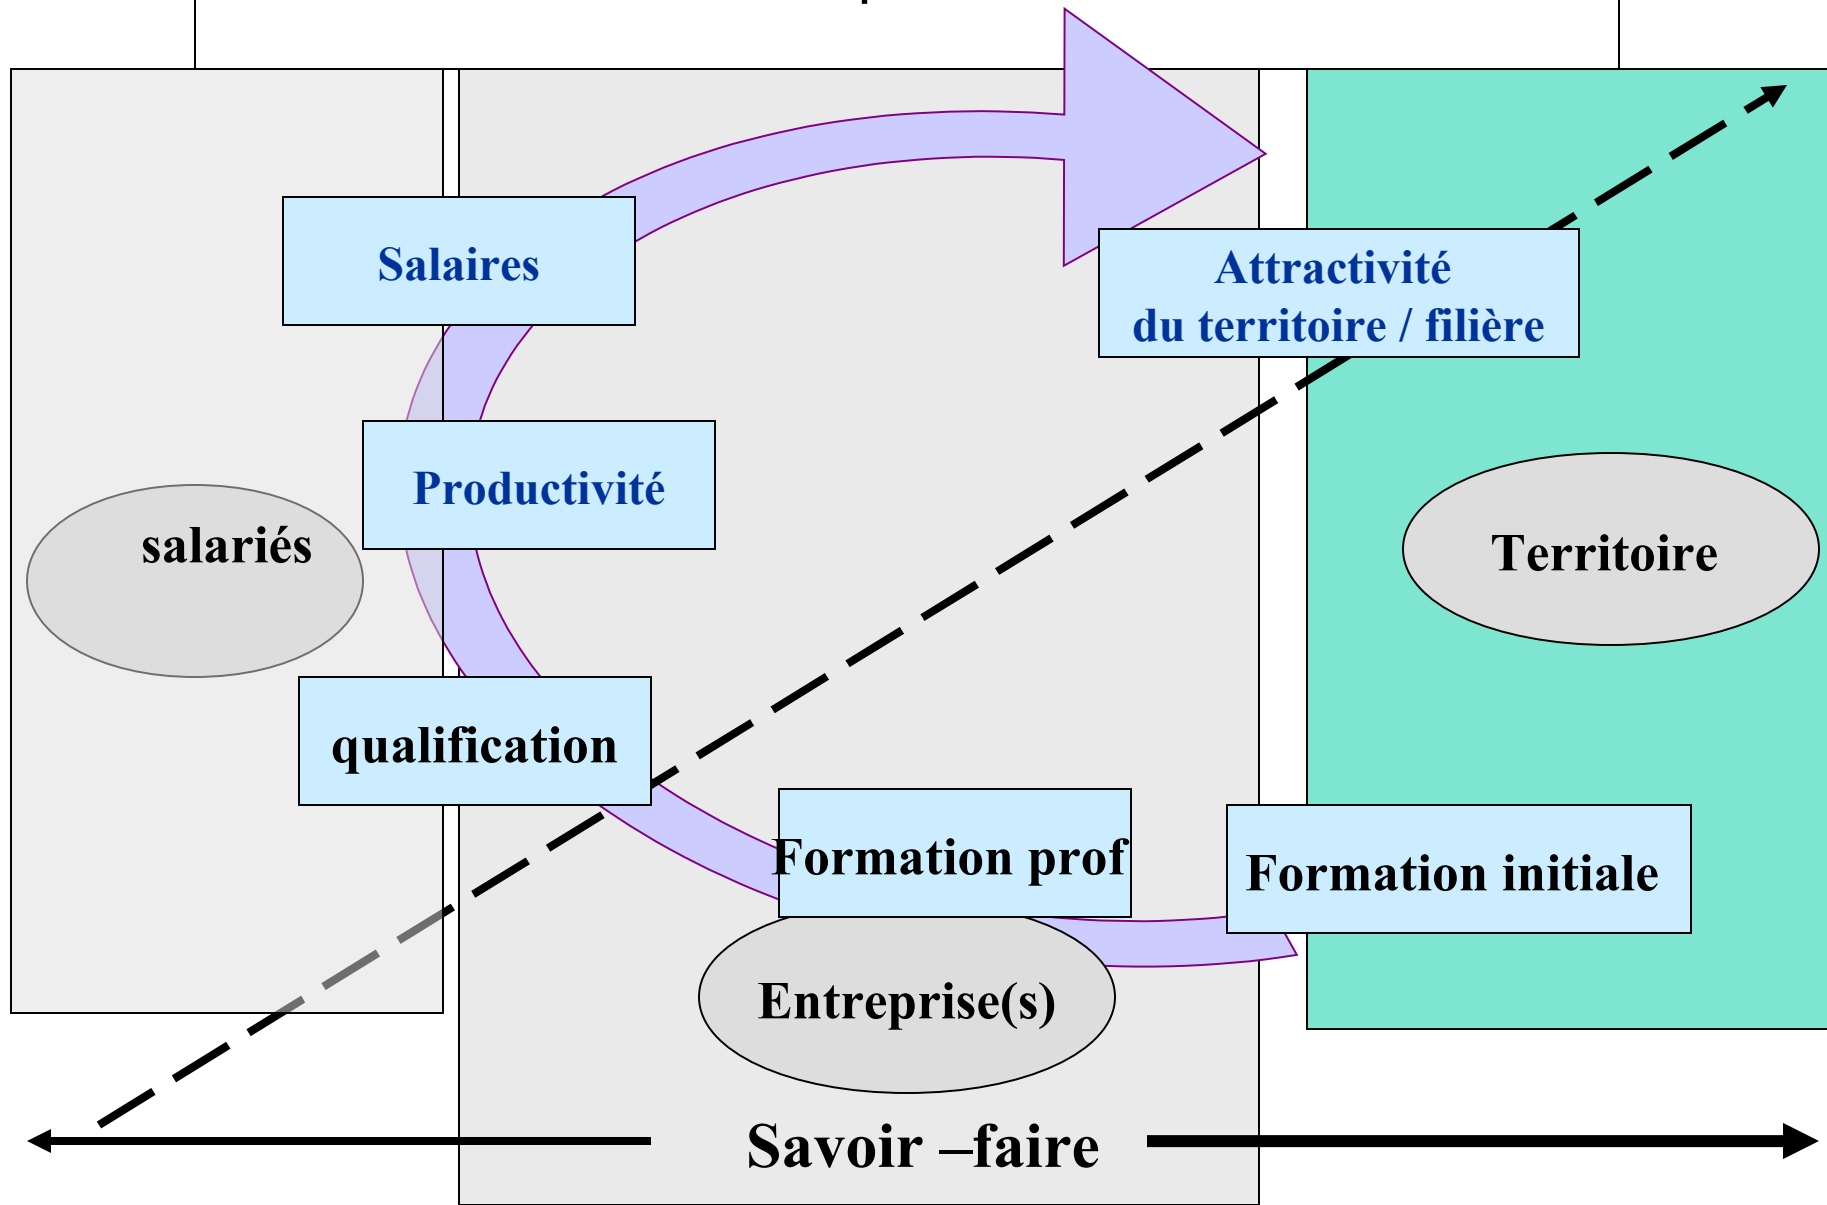 Salaires
Attractivité
du territoire / filière
Productivité
salariés
Territoire
qualification
Formation prof
Formation initiale
Entreprise(s)
Savoir –faire